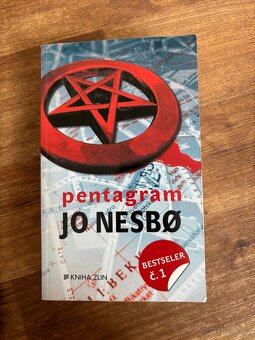 pentagram
JO NESBØ
BESTSELER
č. 1
KNIHA ZLIN